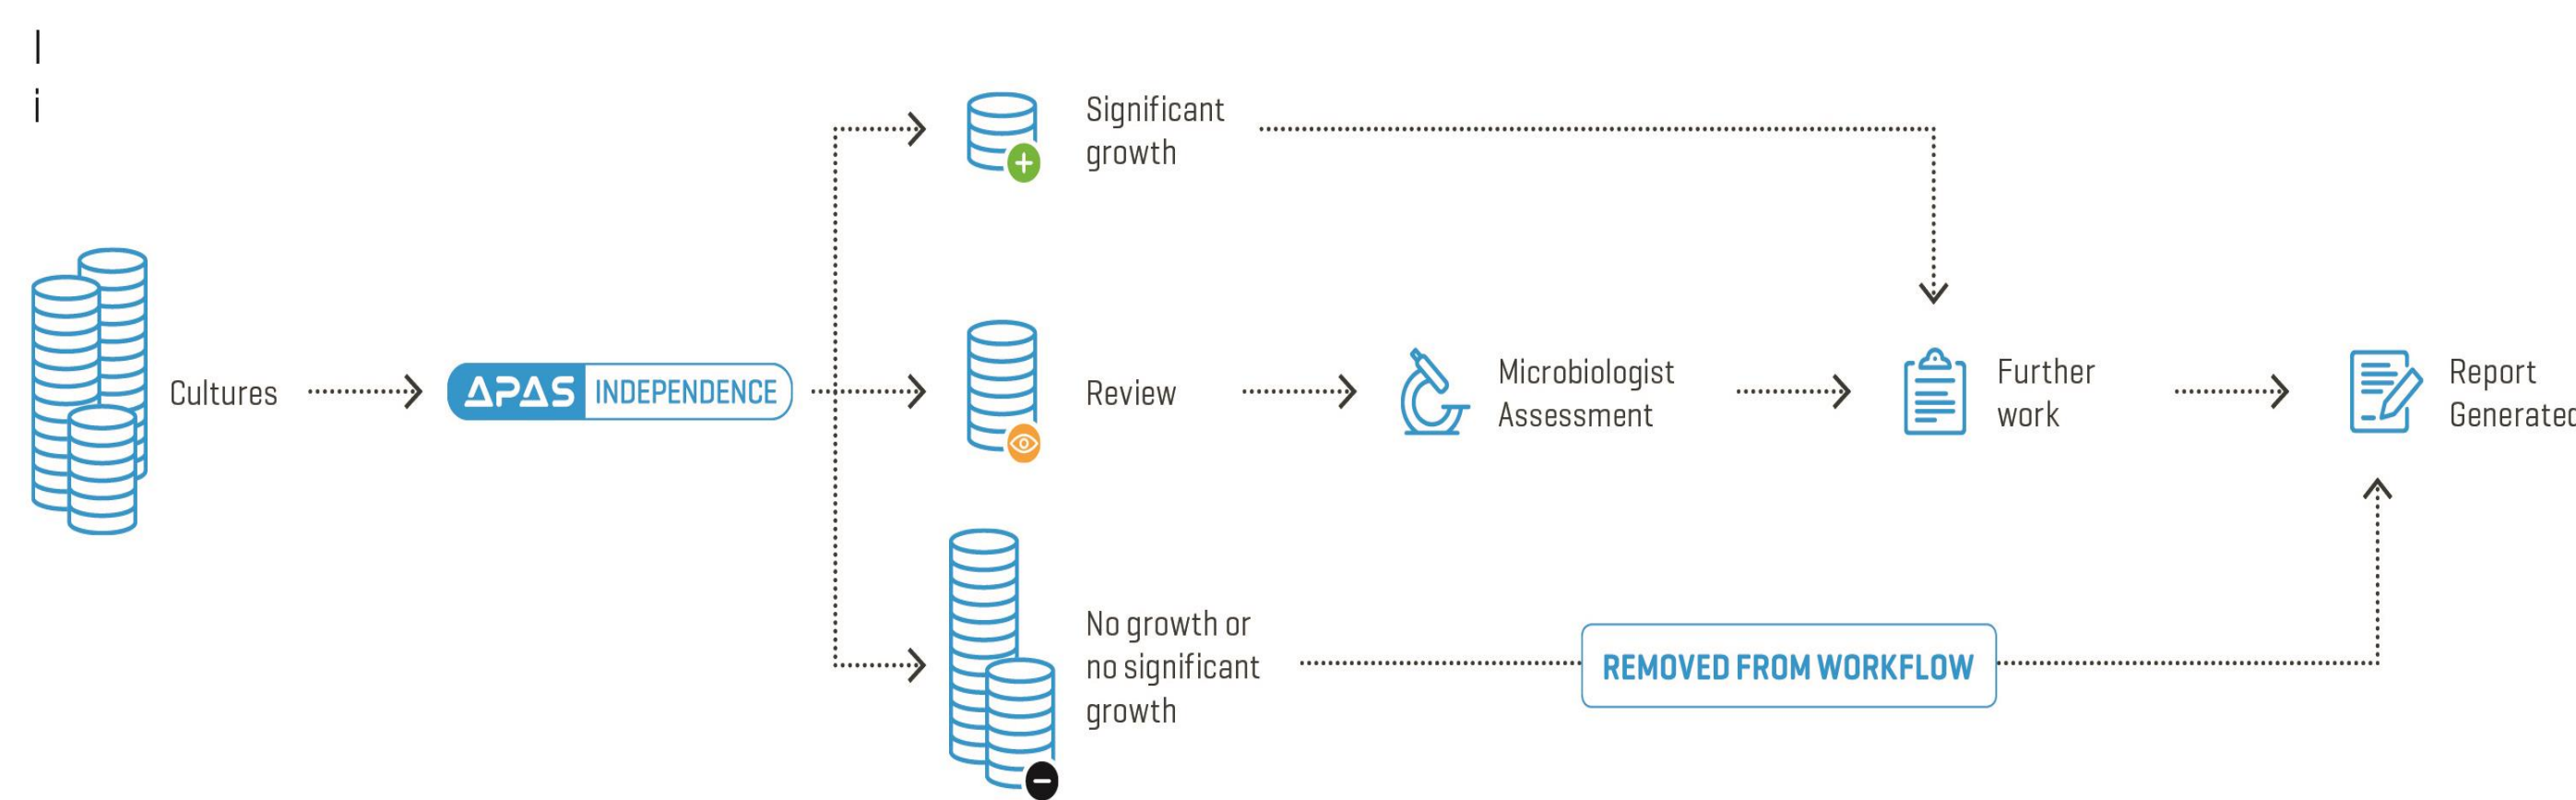 l
i
Significant
growth
Cultures
APAS INDEPENDENCE
Review
Microbiologist
Assessment
Further
work
Report
Generated
No growth or
no significant
growth
REMOVED FROM WORKFLOW